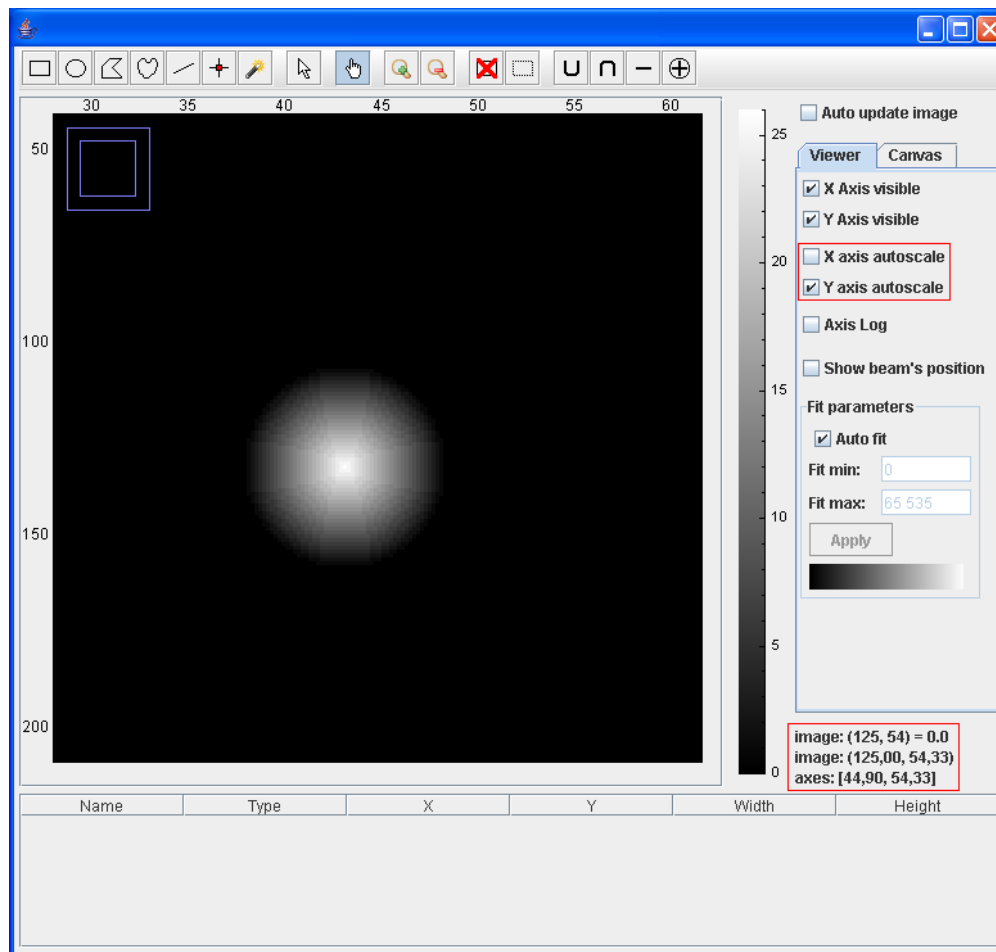 30 35 40 45 50 55 60
50
100
150
200
25
20
15
10
5
0
Auto update image
Viewer Canvas
X Axis visible
Y Axis visible
X axis autoscale
Y axis autoscale
Axis Log
Show beam's position
Fit parameters
Auto fit
Fit min: 0
Fit max: 65 535
Apply
image: (125, 54) = 0.0
image: (125,00, 54,33)
axes: [44,90, 54,33]
Name Type X Y Width Height